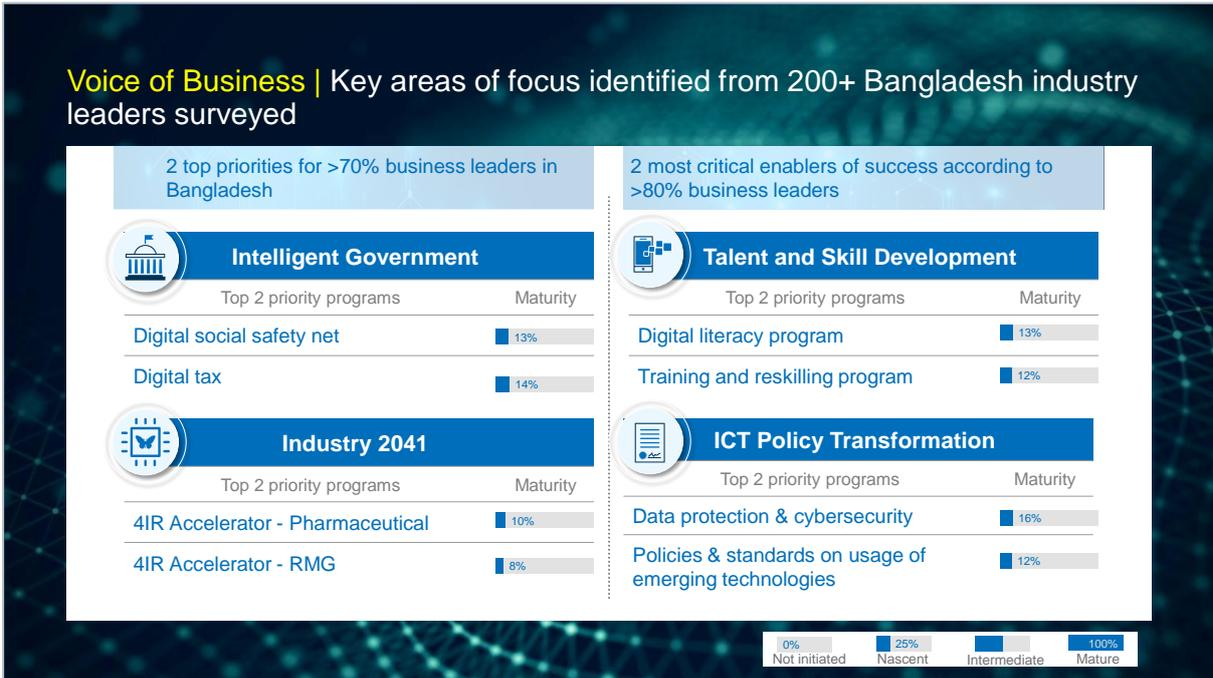 Voice of Business | Key areas of focus identified from 200+ Bangladesh industry
leaders surveyed
2 top priorities for >70% business leaders in
Bangladesh
Intelligent Government
Top 2 priority programs Maturity
Digital social safety net 13%
Digital tax 14%
Industry 2041
Top 2 priority programs Maturity
4IR Accelerator - Pharmaceutical 10%
4IR Accelerator - RMG 8%
2 most critical enablers of success according to
>80% business leaders
Talent and Skill Development
Top 2 priority programs Maturity
Digital literacy program 13%
Training and reskilling program 12%
ICT Policy Transformation
Top 2 priority programs Maturity
Data protection & cybersecurity 16%
Policies & standards on usage of 12%
emerging technologies
0% 25% 100%
Not initiated Nascent Intermediate Mature